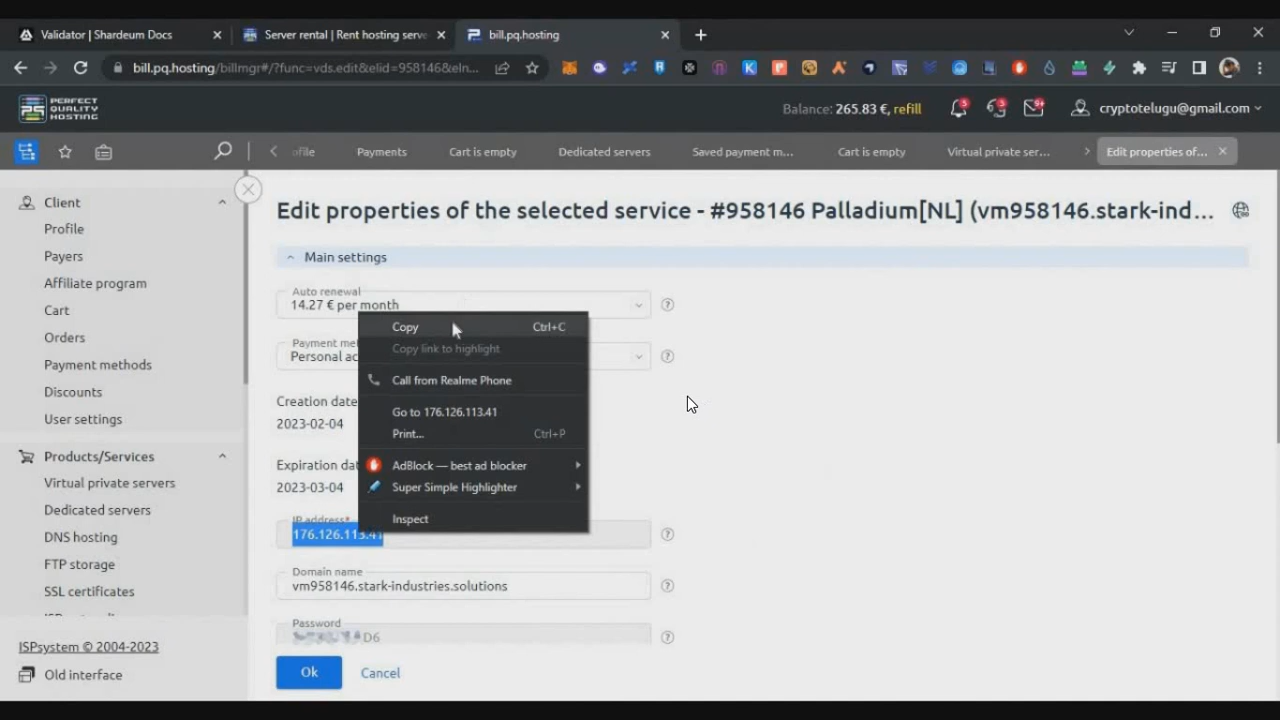 Validator | Shardeum Docs
Server rental | Rent hosting serve
bill.pq.hosting
bill.pq.hosting/billmgr#/?func=vds.edit&elid=958146&eln...
PERFECT
QUALITY
HOSTING
Balance: 265.83 €, refill
5
3
9+
cryptotelugu@gmail.com
ofile
Payments
Cart is empty
Dedicated servers
Saved payment m...
Cart is empty
Virtual private ser...
Edit properties of...
Client
Profile
Payers
Affiliate program
Cart
Orders
Payment methods
Discounts
User settings
Products/Services
Virtual private servers
Dedicated servers
DNS hosting
FTP storage
SSL certificates
ISPsystem © 2004-2023
Old interface
Edit properties of the selected service - #958146 Palladium[NL] (vm958146.stark-ind...
Main settings
Auto renewal
14.27 € per month
Payment me
Personal ac
Creation date
2023-02-04
Expiration dat
2023-03-04
IP address*
176.126.113.41
Domain name
vm958146.stark-industries.solutions
Password
D6
Ok
Cancel
Copy Ctrl+C
Copy link to highlight
Call from Realme Phone
Go to 176.126.113.41
Print... Ctrl+P
AdBlock — best ad blocker
Super Simple Highlighter
Inspect